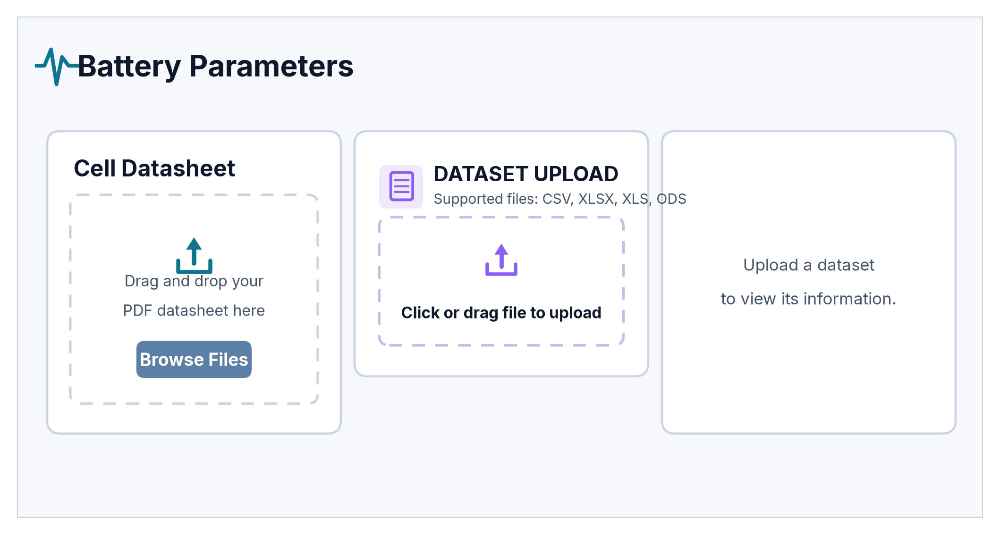 Battery Parameters
Cell Datasheet
Drag and drop your
PDF datasheet here
Browse Files
DATASET UPLOAD
Supported files: CSV, XLSX, XLS, ODS
Click or drag file to upload
Upload a dataset
to view its information.